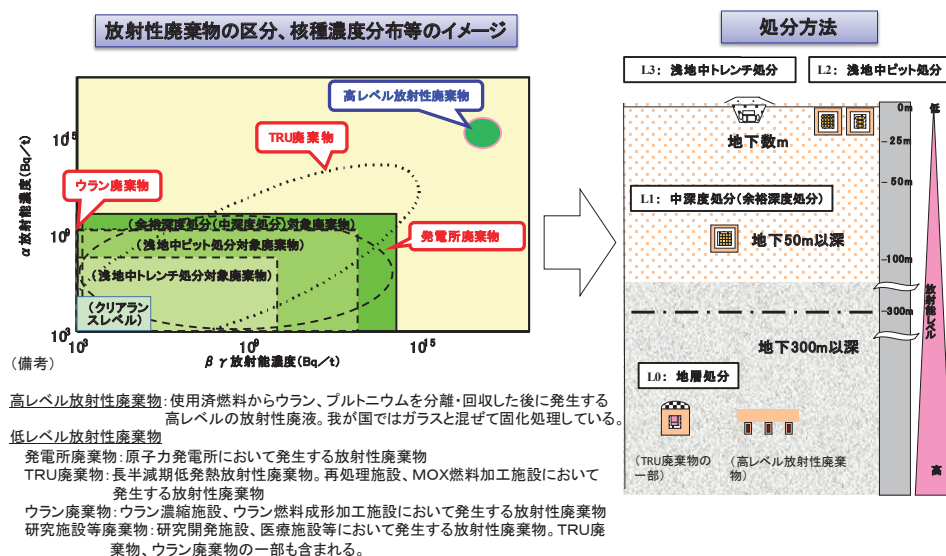 放射性廃棄物の区分、核種濃度分布等のイメージ
処分方法
α放射能濃度(Bq/t)
10^15
10^9
10^3
高レベル放射性廃棄物
TRU廃棄物
ウラン廃棄物
(余裕深度処分(中深度処分)対象廃棄物)
(浅地中ピット処分対象廃棄物)
発電所廃棄物
(浅地中トレンチ処分対象廃棄物)
(クリアラン
スレベル)
10^3
10^9
10^15
βγ放射能濃度(Bq/t)
L3: 浅地中トレンチ処分
L2: 浅地中ピット処分
0m
低
地下数m
-25m
-50m
L1: 中深度処分(余裕深度処分)
地下50m以深
-100m
放射能レベル
-300m
地下300m以深
L0: 地層処分
(TRU廃棄物の
一部)
(高レベル放射性廃棄
物)
高
(備考)
高レベル放射性廃棄物:使用済燃料からウラン、プルトニウムを分離・回収した後に発生する
高レベルの放射性廃液。我が国ではガラスと混ぜて固化処理している。
低レベル放射性廃棄物
発電所廃棄物:原子力発電所において発生する放射性廃棄物
TRU廃棄物:長半減期低発熱放射性廃棄物。再処理施設、MOX燃料加工施設において
発生する放射性廃棄物
ウラン廃棄物:ウラン濃縮施設、ウラン燃料成形加工施設において発生する放射性廃棄物
研究施設等廃棄物:研究開発施設、医療施設等において発生する放射性廃棄物。TRU廃
棄物、ウラン廃棄物の一部も含まれる。